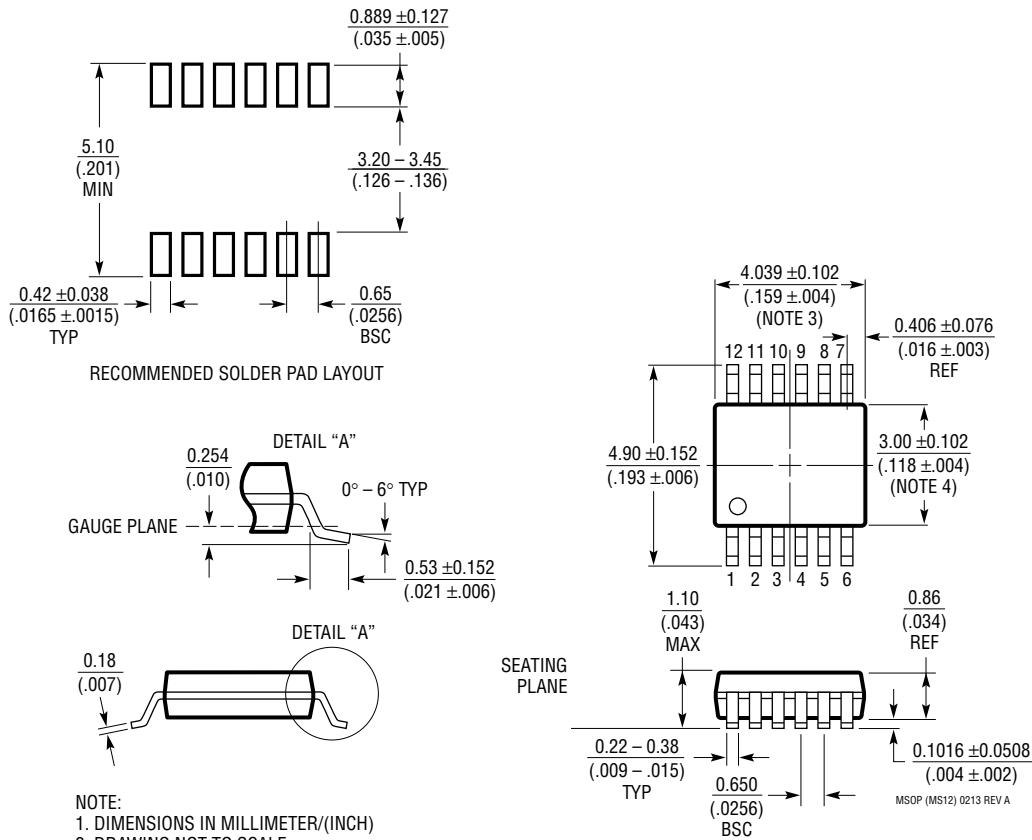 0.889 ±0.127
(.035 ±.005)
5.10
(.201)
MIN
3.20 – 3.45
(.126 – .136)
0.42 ±0.038
(.0165 ±.0015)
TYP
0.65
(.0256)
BSC
RECOMMENDED SOLDER PAD LAYOUT
4.039 ±0.102
(.159 ±.004)
(NOTE 3)
0.406 ±0.076
(.016 ±.003)
REF
12 11 10 9 8 7
4.90 ±0.152
(.193 ±.006)
3.00 ±0.102
(.118 ±.004)
(NOTE 4)
1 2 3 4 5 6
DETAIL “A”
0.254
(.010)
0° – 6° TYP
GAUGE PLANE
0.53 ±0.152
(.021 ±.006)
DETAIL “A”
0.18
(.007)
1.10
(.043)
MAX
0.86
(.034)
REF
SEATING
PLANE
0.22 – 0.38
(.009 – .015)
TYP
0.650
(.0256)
BSC
0.1016 ±0.0508
(.004 ±.002)
MSOP (MS12) 0213 REV A
NOTE:
1. DIMENSIONS IN MILLIMETER/(INCH)
2. DRAWING NOT TO SCALE